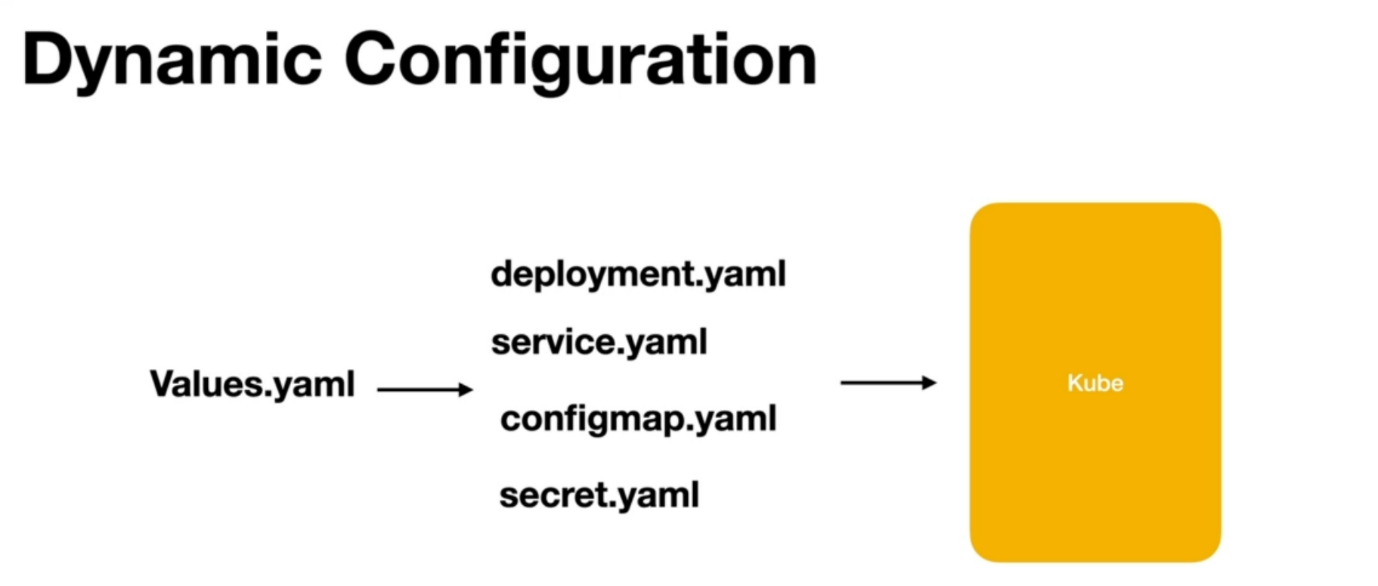 Dynamic Configuration
deployment.yaml
service.yaml
Values.yaml
configmap.yaml
secret.yaml
Kube